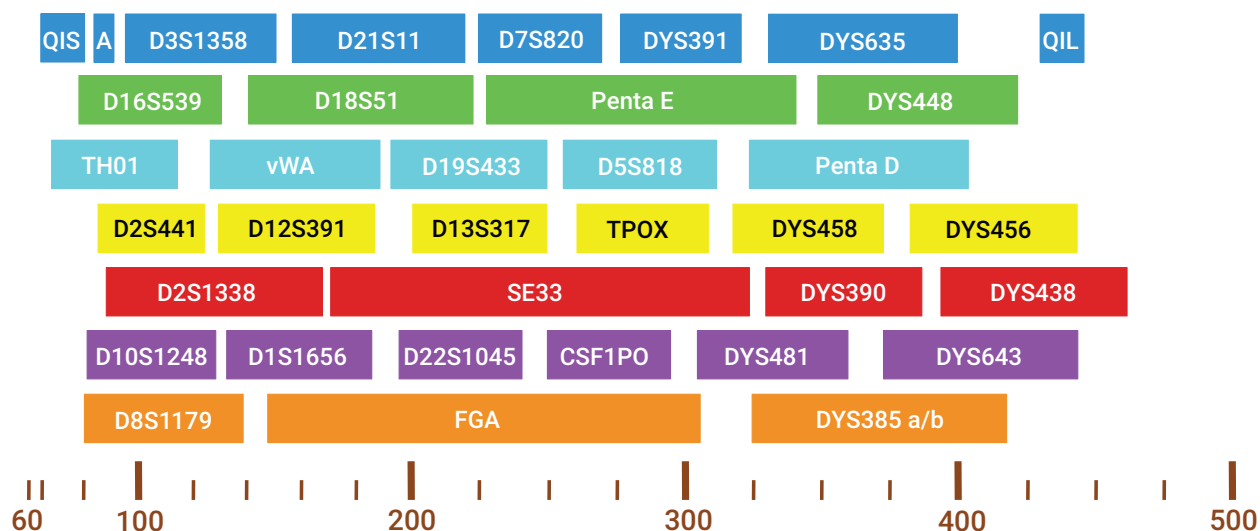 QIS A D3S1358 D21S11 D7S820 DYS391 DYS635 QIL
D16S539 D18S51 Penta E DYS448
TH01 vWA D19S433 D5S818 Penta D
D2S441 D12S391 D13S317 TPOX DYS458 DYS456
D2S1338 SE33 DYS390 DYS438
D10S1248 D1S1656 D22S1045 CSF1PO DYS481 DYS643
D8S1179 FGA DYS385 a/b
60 100 200 300 400 500